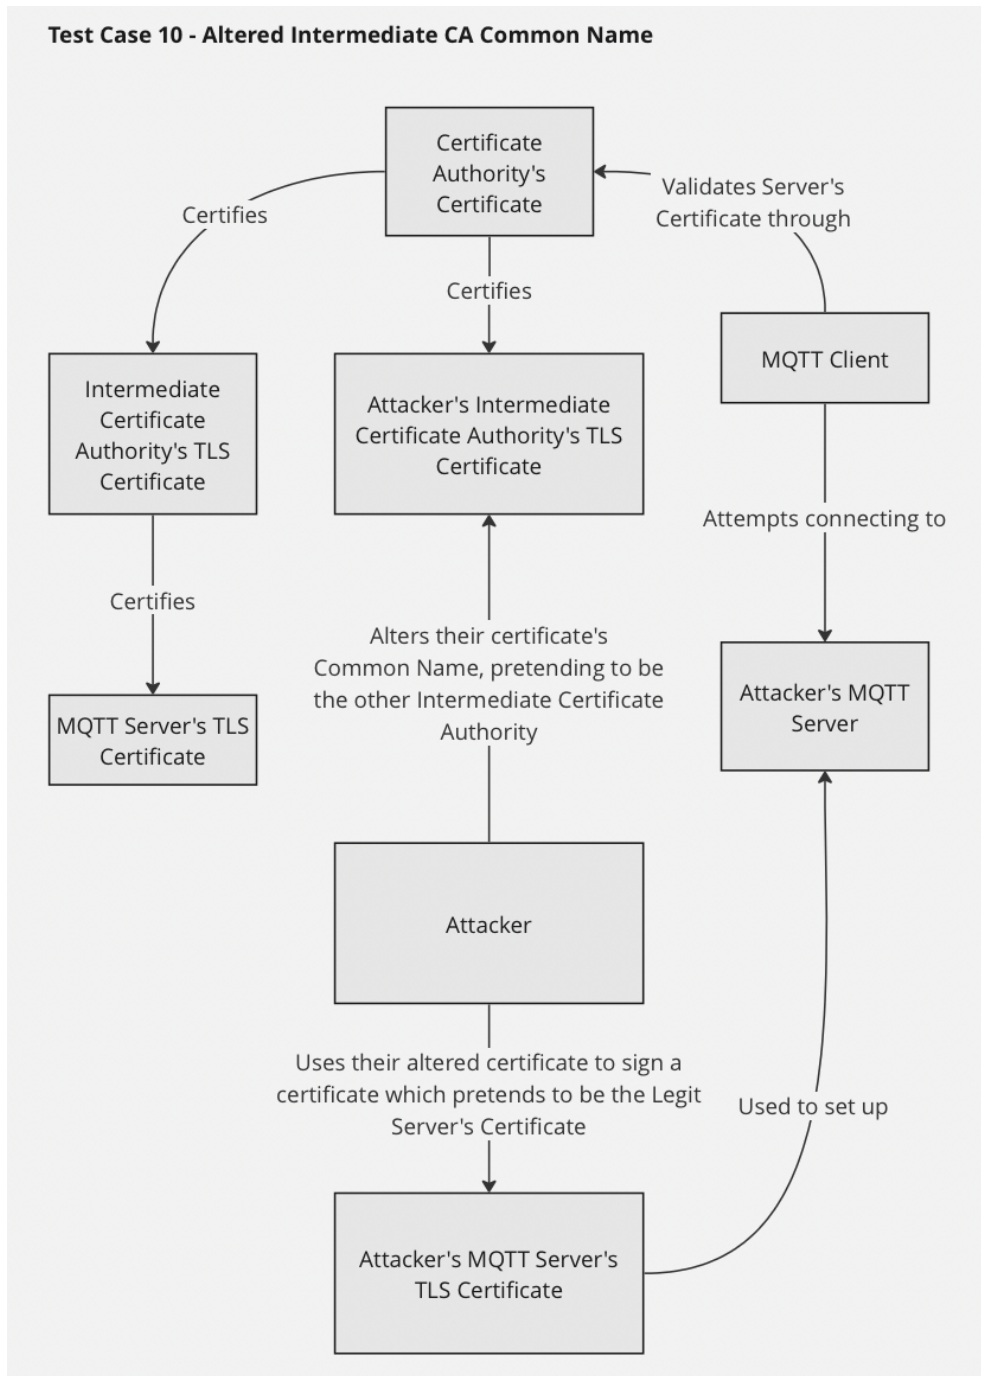 Test Case 10 - Altered Intermediate CA Common Name
Certificate
Authority's
Certificate
Validates Server's
Certificate through
Certifies
Certifies
MQTT Client
Intermediate
Certificate
Authority's TLS
Certificate
Attacker's Intermediate
Certificate Authority's TLS
Certificate
Attempts connecting to
Certifies
Alters their certificate's
Common Name, pretending to be
the other Intermediate Certificate
Authority
Attacker's MQTT
Server
MQTT Server's TLS
Certificate
Attacker
Uses their altered certificate to sign a
certificate which pretends to be the Legit
Server's Certificate
Used to set up
Attacker's MQTT Server's
TLS Certificate